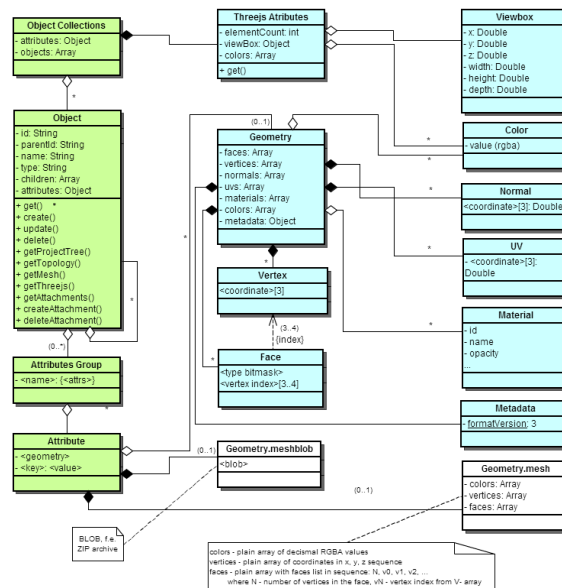 Object Collections
- attributes: Object
- objects: Array
Threejs Atributes
- elementCount: int
- viewBox: Object
- colors: Array
+ get()
Viewbox
- x: Double
- y: Double
- z: Double
- width: Double
- height: Double
- depth: Double
*
*
(0..1)
*
*
Object
- id: String
- parentId: String
- name: String
- type: String
- children: Array
- attributes: Object
+ get() *
+ create()
+ update()
+ delete()
+ getProjectTree()
+ getTopology()
+ getMesh()
+ getThreejs()
+ getAttachments()
+ createAttachment()
+ deleteAttachment()
*
*
(0..*)
Geometry
- faces: Array
- vertices: Array
- normals: Array
- uvs: Array
- materials: Array
- colors: Array
- metadata: Object
*
Color
- value (rgba)
*
Normal
<coordinate>[3]: Double
*
UV
- <coordinate>[3]:
Double
Vertex
<coordinate>[3]
(3..4)
{index}
*
Material
- id
- name
- opacity
...
*
Face
<type bitmask>
<vertex index>[3..4]
Attributes Group
- <name>: {<attrs>}
*
Metadata
- formatVersion: 3
Attribute
- <geometry>
- <key>: <value>
(0..1)
Geometry.meshblob
<blob>
(0..1)
Geometry.mesh
- colors: Array
- vertices: Array
- faces: Array
BLOB, f.e.
ZIP archive
colors - plain array of decismal RGBA values
vertices - plain array of coordinates in x, y, z sequence
faces - plain array with faces list in sequence: N, v0, v1, v2, ...
where N - number of vertices in the face, vN - vertex index from V- array